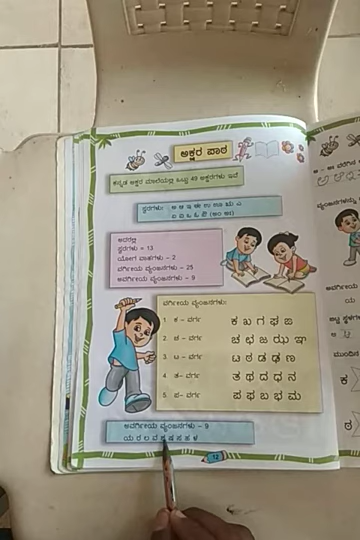 ಅಕ್ಷರ ಪಾಠ
ಕನ್ನಡ ಅಕ್ಷರ ಮಾಲೆಯಲ್ಲಿ ಒಟ್ಟು 49 ಅಕ್ಷರಗಳು ಇವೆ
ಸ್ವರಗಳು: ಅ ಆ ಇ ಈ ಉ ಊ ಋ ಎ
ಏ ಐ ಒ ಓ ಔ (ಅಂ ಅಃ)
ಅವರಲ್ಲಿ
ಸ್ವರಗಳು = 13
ಯೋಗ ವಾಹಗಳು - 2
ವರ್ಗೀಯ ವ್ಯಂಜನಗಳು - 25
ಅವರ್ಗೀಯ ವ್ಯಂಜನಗಳು - 9
ವರ್ಗೀಯ ವ್ಯಂಜನಗಳು:
1. ಕ - ವರ್ಗ ಕ ಖ ಗ ಘ ಙ
2. ಚ - ವರ್ಗ ಚ ಛ ಜ ಝ ಞ
3. ಟ - ವರ್ಗ ಟ ಠ ಡ ಢ ಣ
4. ತ - ವರ್ಗ ತ ಥ ದ ಧ ನ
5. ಪ - ವರ್ಗ ಪ ಫ ಬ ಭ ಮ
ಅವರ್ಗೀಯ ವ್ಯಂಜನಗಳು - 9
ಯ ರ ಲ ವ ಶ ಷ ಸ ಹ ಳ
12